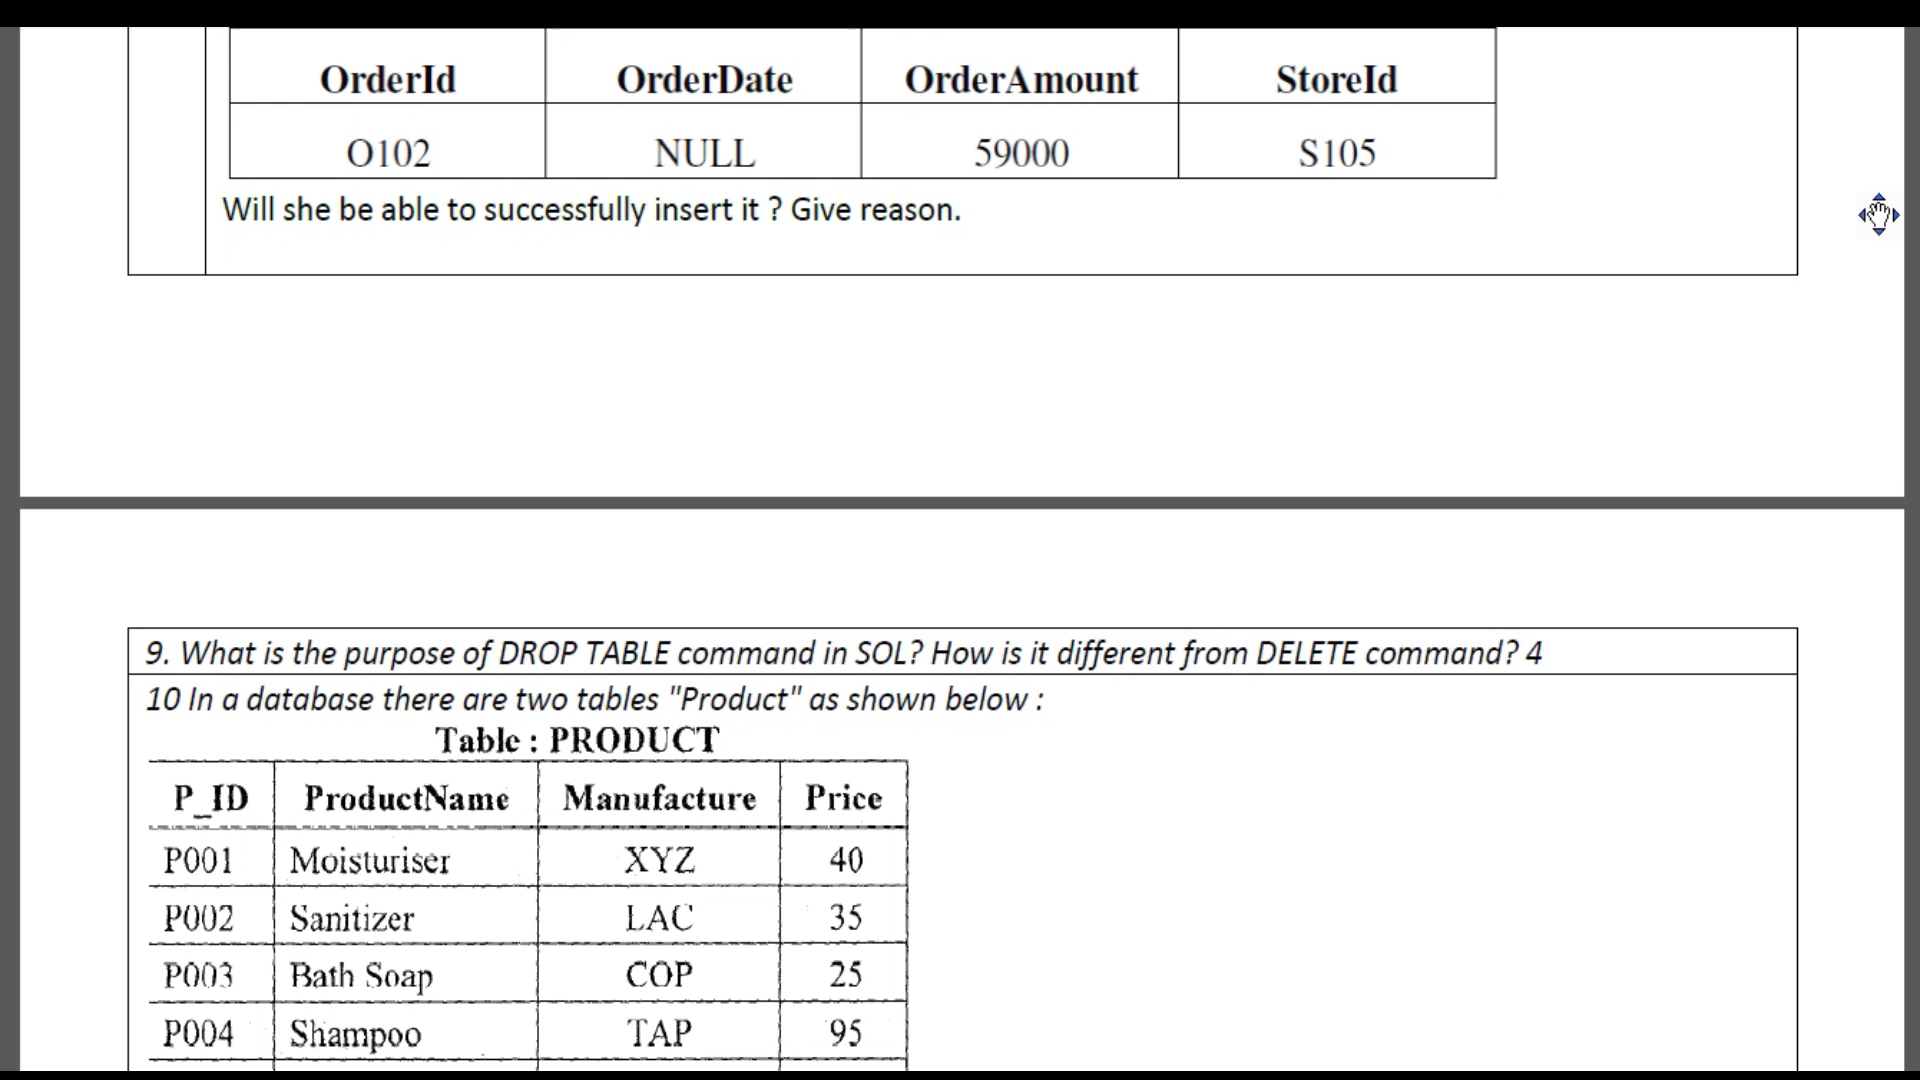 OrderId OrderDate OrderAmount StoreId
O102 NULL 59000 S105
Will she be able to successfully insert it ? Give reason.
9. What is the purpose of DROP TABLE command in SOL? How is it different from DELETE command? 4
10 In a database there are two tables "Product" as shown below :
Table : PRODUCT
P_ID ProductName Manufacture Price
P001 Moisturiser XYZ 40
P002 Sanitizer LAC 35
P003 Bath Soap COP 25
P004 Shampoo TAP 95